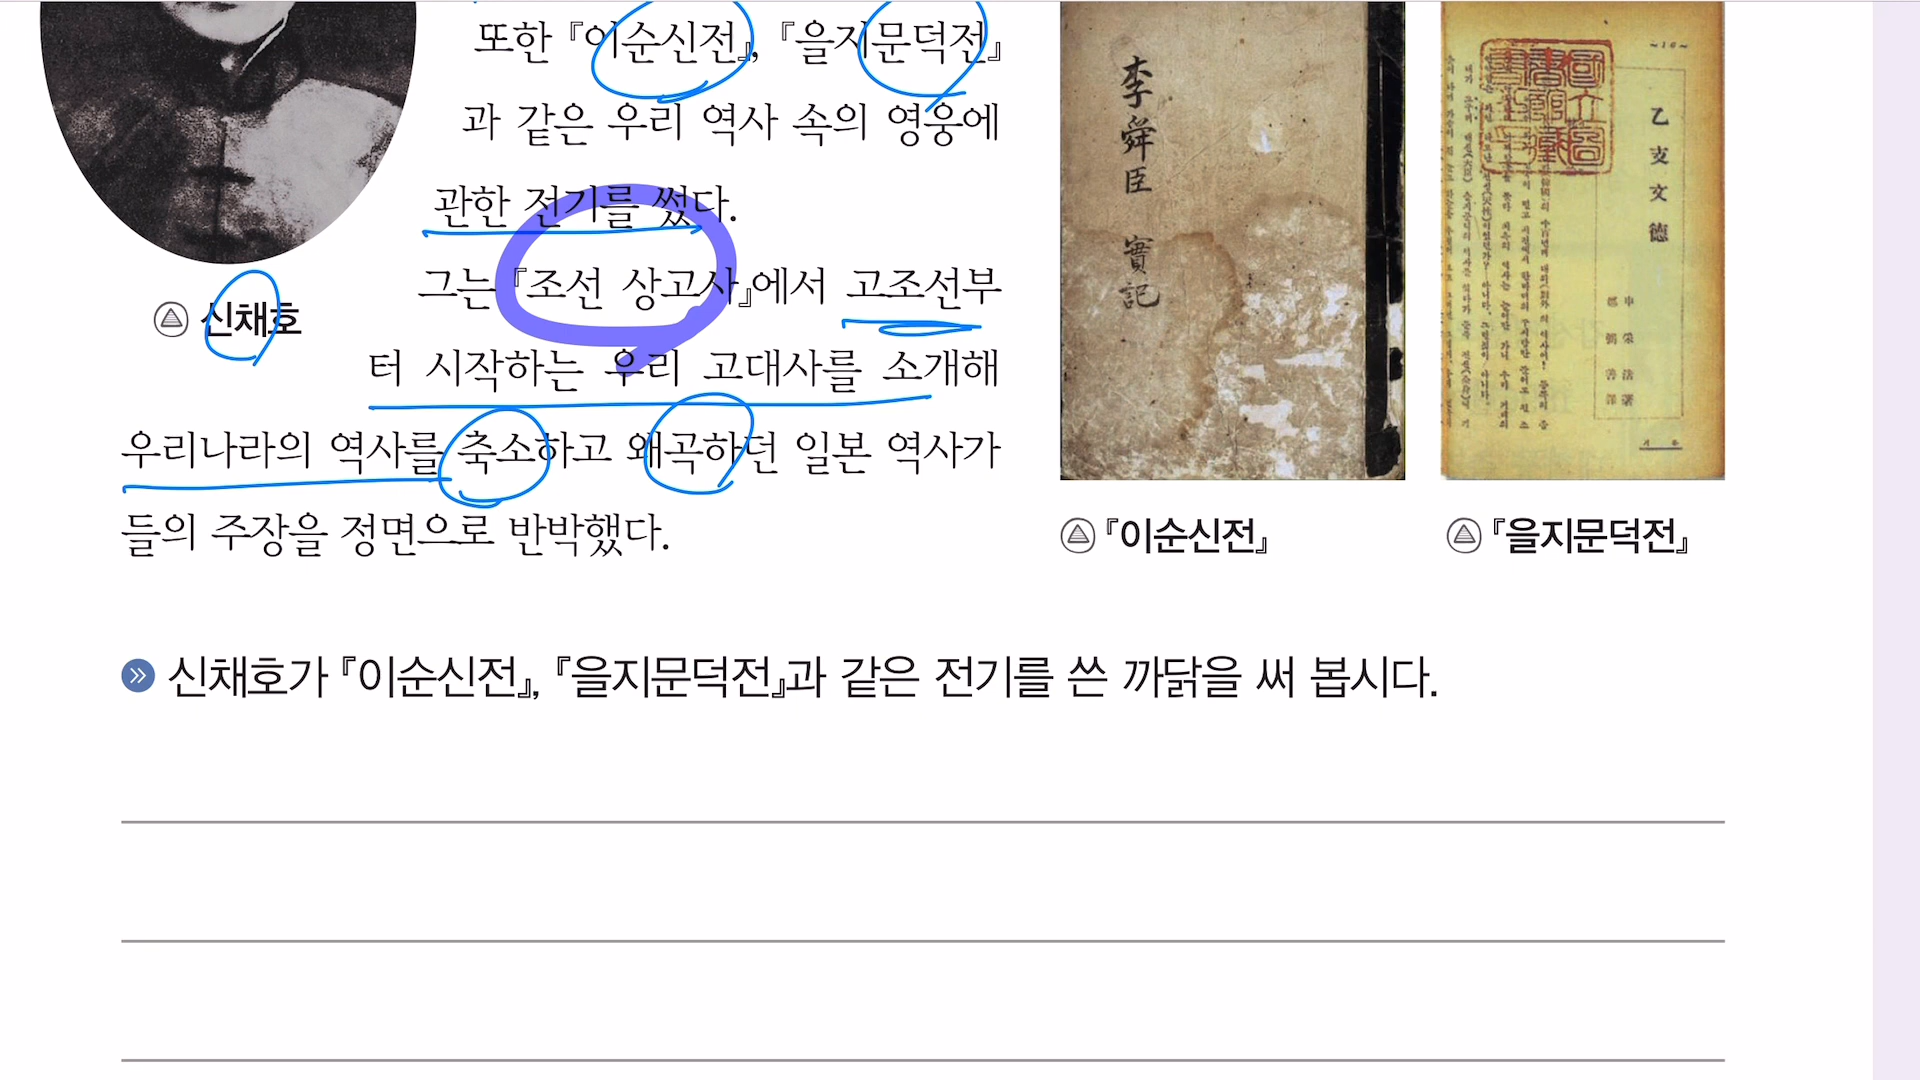 또한 『이순신전』, 『을지문덕전』
과 같은 우리 역사 속의 영웅에
관한 전기를 썼다.
그는 『조선 상고사』에서 고조선부
터 시작하는 우리 고대사를 소개해
우리나라의 역사를 축소하고 왜곡하던 일본 역사가
들의 주장을 정면으로 반박했다.
신채호
李舜臣 實記
『이순신전』
~16~
乙支文德
『을지문덕전』
신채호가 『이순신전』, 『을지문덕전』과 같은 전기를 쓴 까닭을 써 봅시다.